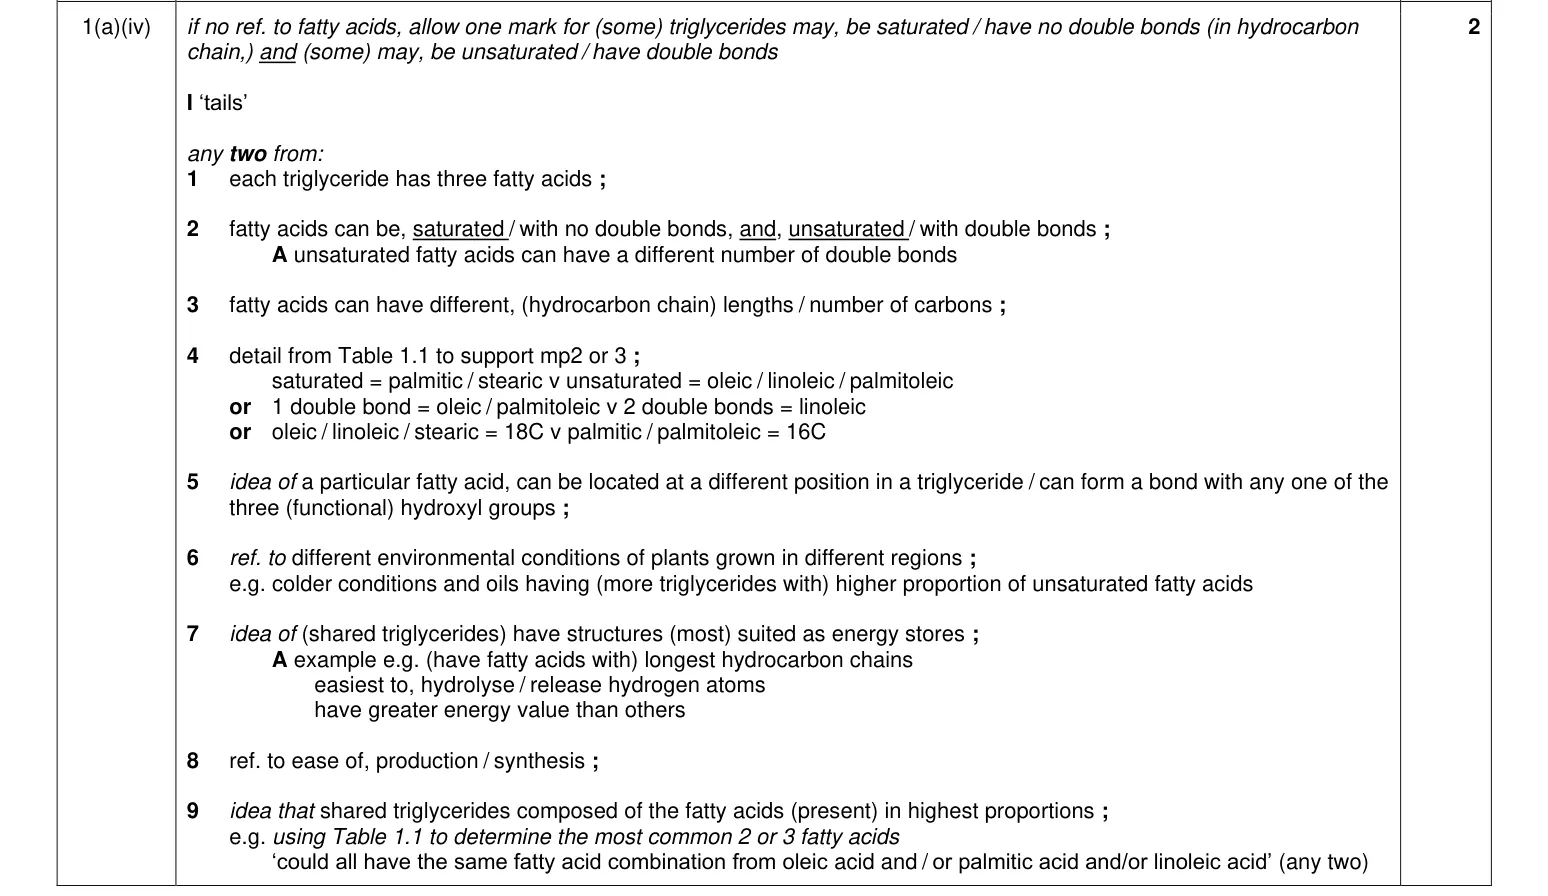 1(a)(iv) if no ref. to fatty acids, allow one mark for (some) triglycerides may, be saturated / have no double bonds (in hydrocarbon 2
chain,) and (some) may, be unsaturated / have double bonds
I ‘tails’
any two from:
1 each triglyceride has three fatty acids ;
2 fatty acids can be, saturated / with no double bonds, and, unsaturated / with double bonds ;
A unsaturated fatty acids can have a different number of double bonds
3 fatty acids can have different, (hydrocarbon chain) lengths / number of carbons ;
4 detail from Table 1.1 to support mp2 or 3 ;
saturated = palmitic / stearic v unsaturated = oleic / linoleic / palmitoleic
or 1 double bond = oleic / palmitoleic v 2 double bonds = linoleic
or oleic / linoleic / stearic = 18C v palmitic / palmitoleic = 16C
5 idea of a particular fatty acid, can be located at a different position in a triglyceride / can form a bond with any one of the
three (functional) hydroxyl groups ;
6 ref. to different environmental conditions of plants grown in different regions ;
e.g. colder conditions and oils having (more triglycerides with) higher proportion of unsaturated fatty acids
7 idea of (shared triglycerides) have structures (most) suited as energy stores ;
A example e.g. (have fatty acids with) longest hydrocarbon chains
easiest to, hydrolyse / release hydrogen atoms
have greater energy value than others
8 ref. to ease of, production / synthesis ;
9 idea that shared triglycerides composed of the fatty acids (present) in highest proportions ;
e.g. using Table 1.1 to determine the most common 2 or 3 fatty acids
‘could all have the same fatty acid combination from oleic acid and / or palmitic acid and/or linoleic acid’ (any two)